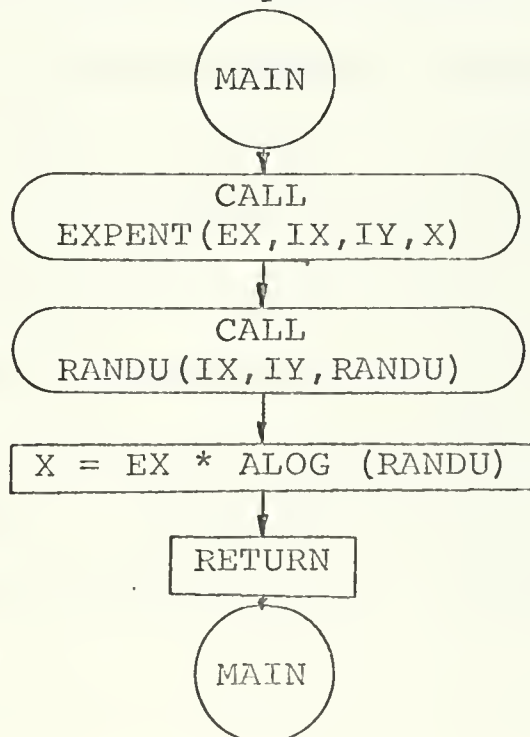 MAIN
CALL
EXPENT(EX,IX,IY,X)
CALL
RANDU(IX,IY,RANDU)
X = EX * ALOG (RANDU)
RETURN
MAIN